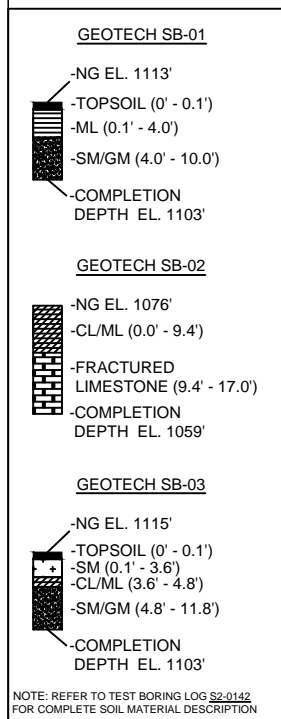 GEOTECH SB-01
-NG EL. 1113'
-TOPSOIL (0' - 0.1')
-ML (0.1' - 4.0')
-SM/GM (4.0' - 10.0')
-COMPLETION
DEPTH EL. 1103'
GEOTECH SB-02
-NG EL. 1076'
-CL/ML (0.0' - 9.4')
-FRACTURED
LIMESTONE (9.4' - 17.0')
-COMPLETION
DEPTH EL. 1059'
GEOTECH SB-03
-NG EL. 1115'
-TOPSOIL (0' - 0.1')
-SM (0.1' - 3.6')
-CL/ML (3.6' - 4.8')
-SM/GM (4.8' - 11.8')
-COMPLETION
DEPTH EL. 1103'
NOTE: REFER TO TEST BORING LOG S2-0142
FOR COMPLETE SOIL MATERIAL DESCRIPTION